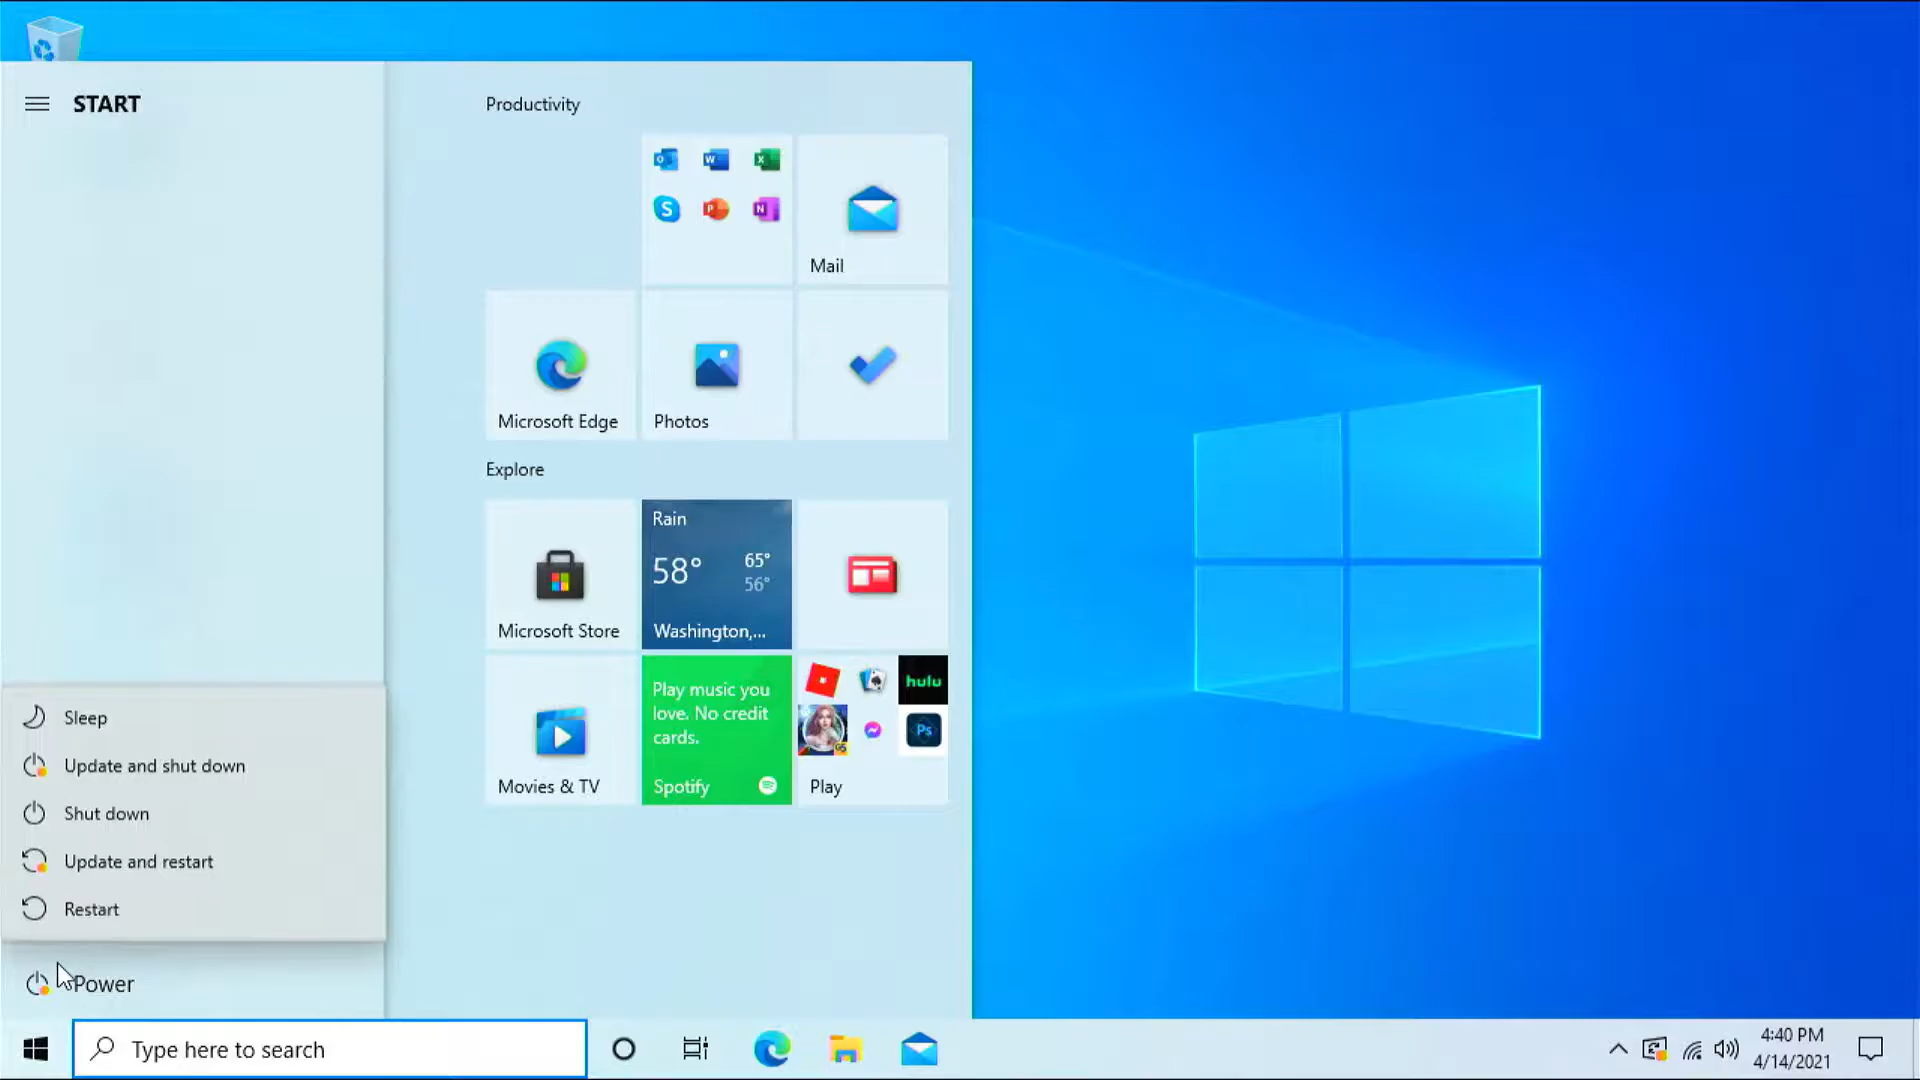 START
Productivity
Mail
Microsoft Edge
Photos
Explore
Microsoft Store
Rain
58°
65°
56°
Washington,...
Movies & TV
Play music you
love. No credit
cards.
Spotify
hulu
G5
Ps
Play
Sleep
Update and shut down
Shut down
Update and restart
Restart
Power
Type here to search
4:40 PM
4/14/2021